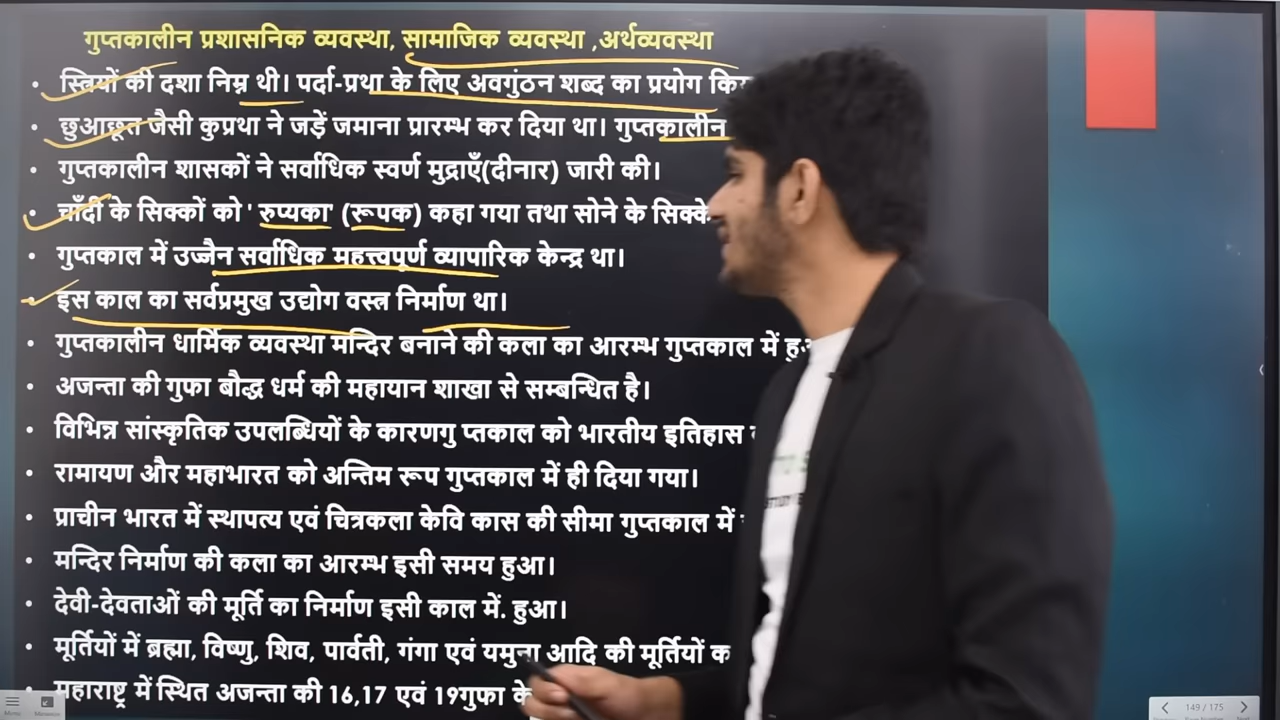 गुप्तकालीन प्रशासनिक व्यवस्था, सामाजिक व्यवस्था ,अर्थव्यवस्था
• स्त्रियों की दशा निम्न थी। पर्दा-प्रथा के लिए अवगुंठन शब्द का प्रयोग
• छुआछूत जैसी कुप्रथा ने जड़ें जमाना प्रारम्भ कर दिया था। गुप्तकालीन
• गुप्तकालीन शासकों ने सर्वाधिक स्वर्ण मुद्राएँ(दीनार) जारी की।
• चाँदी के सिक्कों को ' रुप्यका' (रूपक) कहा गया तथा सोने के सिक्के
• गुप्तकाल में उज्जैन सर्वाधिक महत्त्वपूर्ण व्यापारिक केन्द्र था।
• इस काल का सर्वप्रमुख उद्योग वस्त्र निर्माण था।
• गुप्तकालीन धार्मिक व्यवस्था मन्दिर बनाने की कला का आरम्भ गुप्तकाल में
• अजन्ता की गुफा बौद्ध धर्म की महायान शाखा से सम्बन्धित है।
• विभिन्न सांस्कृतिक उपलब्धियों के कारणगु प्तकाल को भारतीय इतिहास
• रामायण और महाभारत को अन्तिम रूप गुप्तकाल में ही दिया गया।
• प्राचीन भारत में स्थापत्य एवं चित्रकला केवि कास की सीमा गुप्तकाल में
• मन्दिर निर्माण की कला का आरम्भ इसी समय हुआ।
• देवी-देवताओं की मूर्ति का निर्माण इसी काल में. हुआ।
• मूर्तियों में ब्रह्मा, विष्णु, शिव, पार्वती, गंगा एवं यमुना आदि की मूर्तियों
• महाराष्ट्र में स्थित अजन्ता की 16,17 एवं 19गुफा के
149 / 175